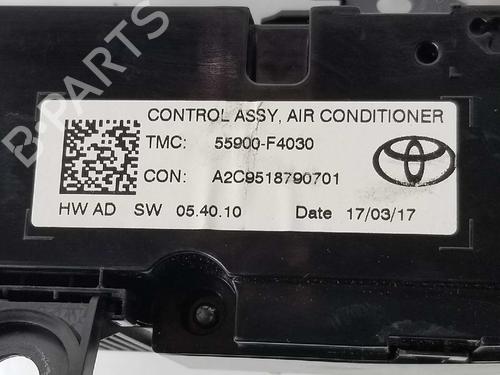 B-PARTS
CONTROL ASSY, AIR CONDITIONER
TMC: 55900-F4030
CON: A2C9518790701
HW AD SW 05.40.10 Date 17/03/17